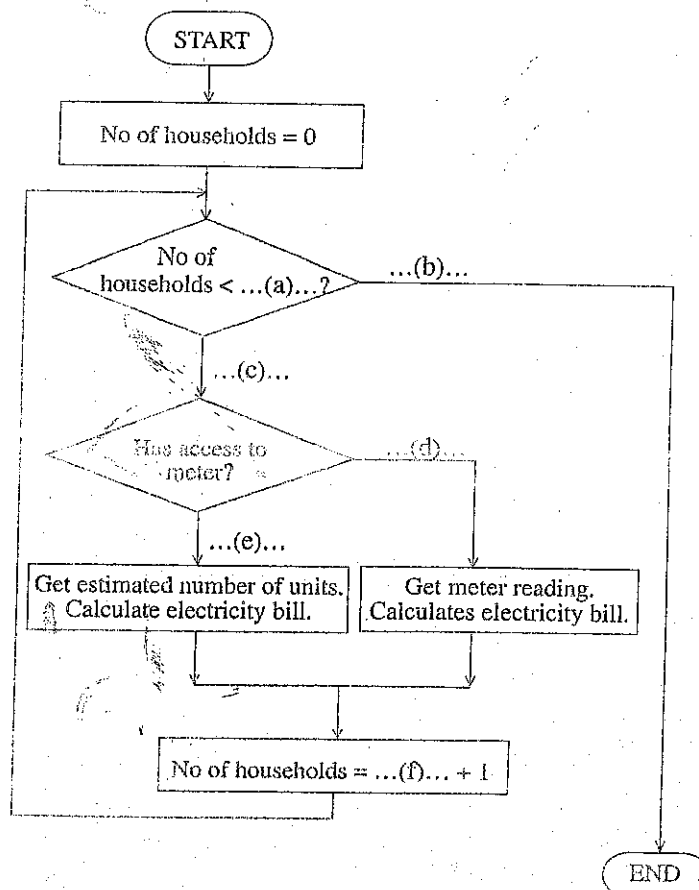 START
No of households = 0
No of
households < ...(a)...?
...(b)...
...(c)...
Has access to
meter?
...(d)...
...(e)...
Get estimated number of units.
Calculate electricity bill.
Get meter reading.
Calculates electricity bill.
No of households = ...(f)... + 1
END